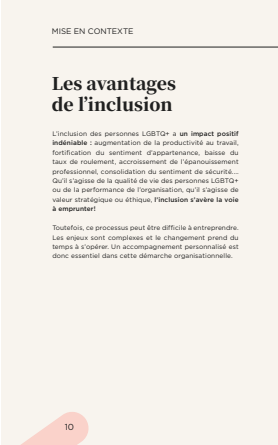 MISE EN CONTEXTE
Les avantages
de l’inclusion
L’inclusion des personnes LGBTQ+ a un impact positif
indéniable : augmentation de la productivité au travail,
fortification du sentiment d’appartenance, baisse du
taux de roulement, accroissement de l’épanouissement
professionnel, consolidation du sentiment de sécurité...
Qu’il s’agisse de la qualité de vie des personnes LGBTQ+
ou de la performance de l’organisation, qu’il s’agisse de
valeur stratégique ou éthique, l’inclusion s’avère la voie
à emprunter!
Toutefois, ce processus peut être difficile à entreprendre.
Les enjeux sont complexes et le changement prend du
temps à s’opérer. Un accompagnement personnalisé est
donc essentiel dans cette démarche organisationnelle.
10